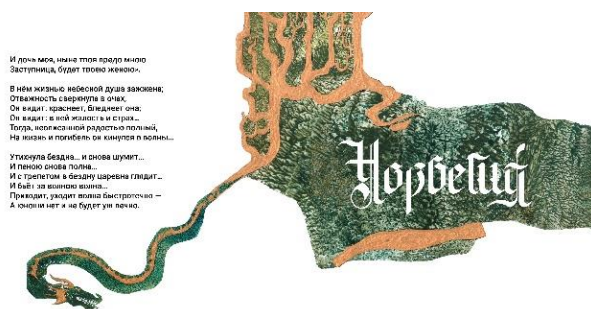 И дочь моя, ныне твоя предо мною
Заступница, будет твоею женою».
В нём жизнью небесной душа зажжена;
Отважность сверкнула в очах,
Он видит: краснеет, бледнеет она;
Он видит: в ней жалость и страх...
Тогда, неописанной радостью полный,
На жизнь и погибель он кинулся в волны...
Утихнула бездна... и снова шумит...
И пеною снова полна...
И с трепетом в бездну царевна глядит...
И бьёт за волною волна...
Приходит, уходит волна быстротечно —
А юноши нет и не будет уж вечно.
Норвегия